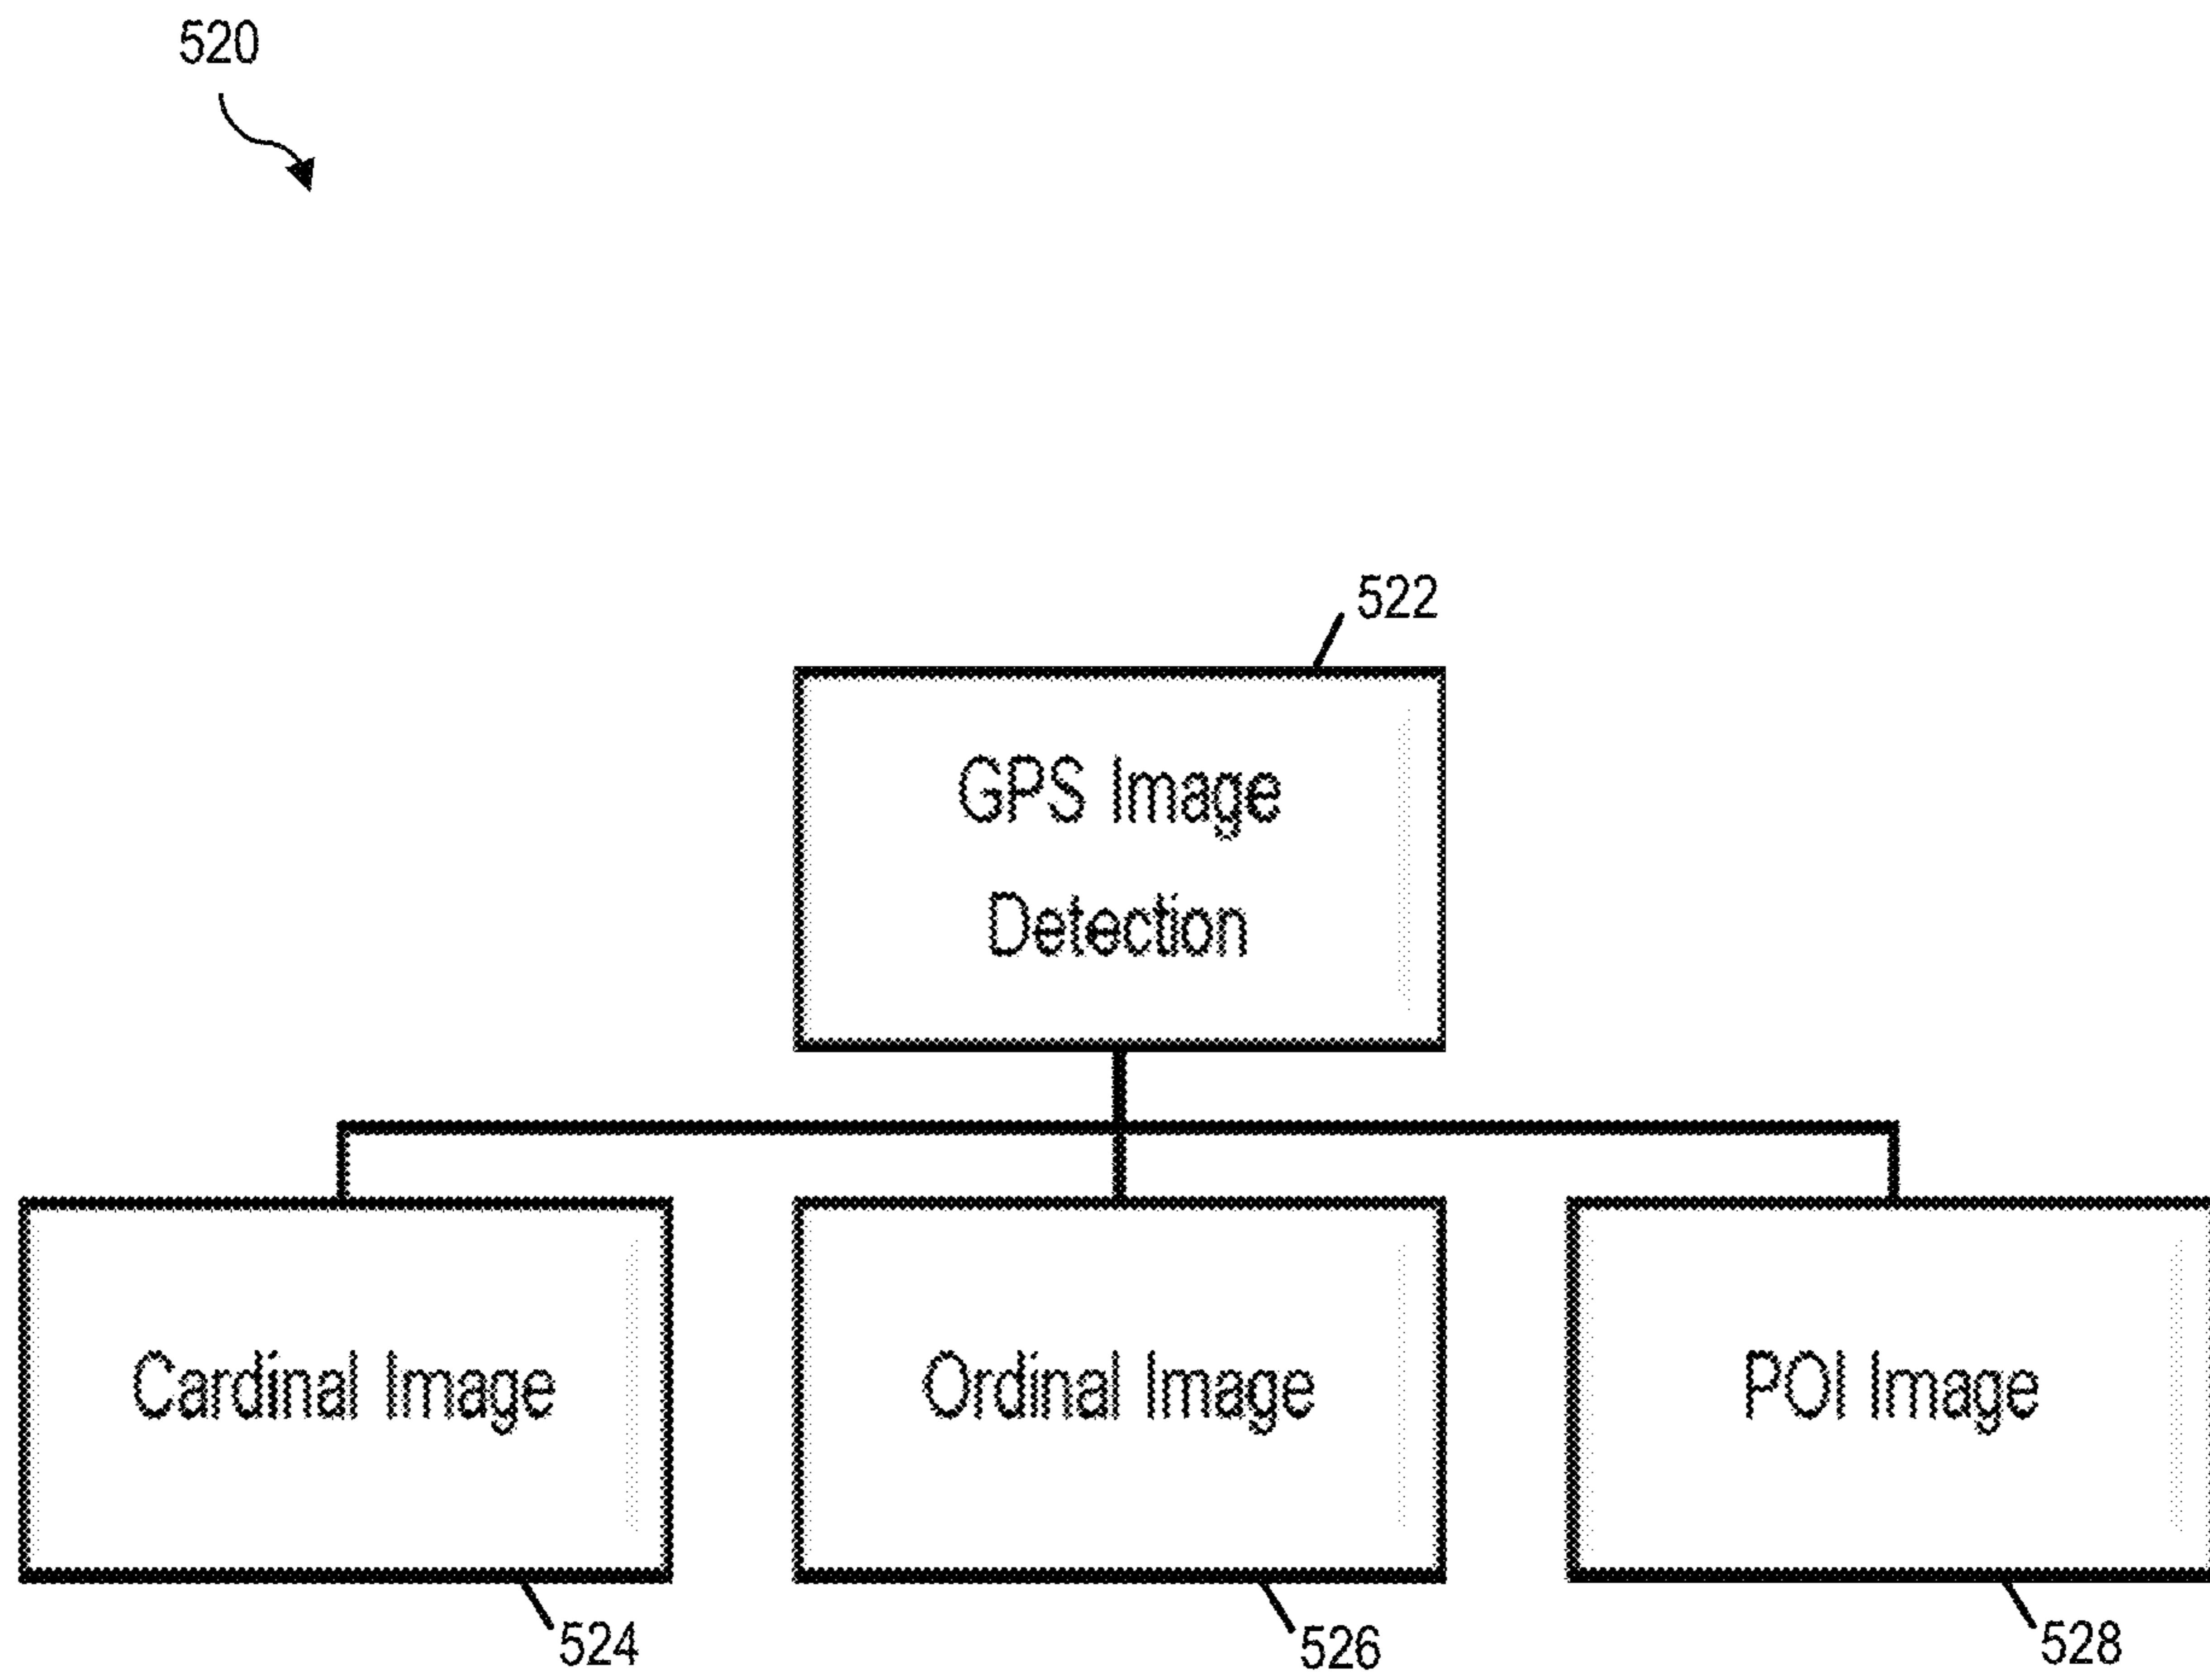 520
522
GPS Image
Detection
Cardinal Image
Ordinal Image
POI Image
524
526
528